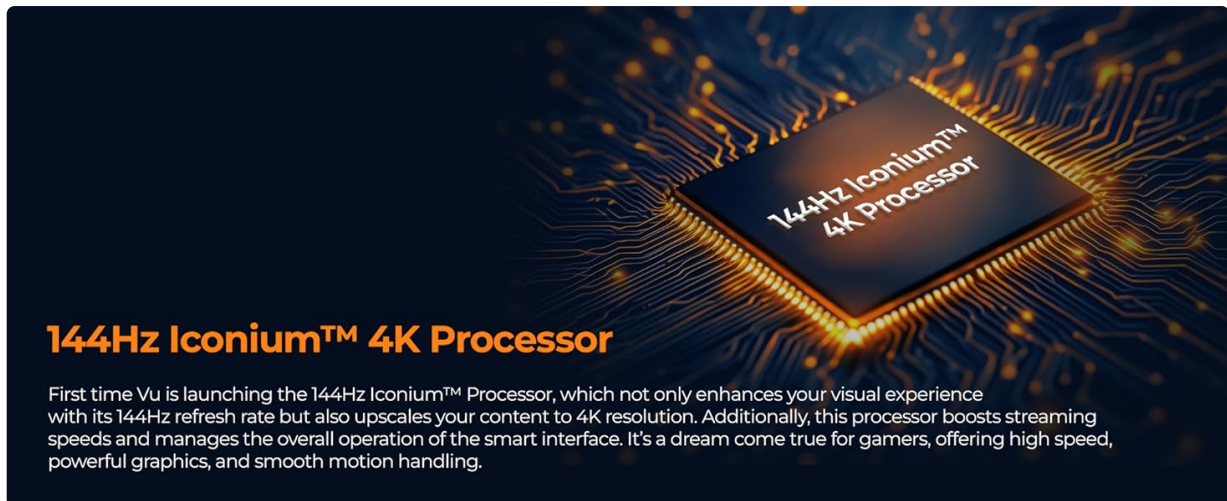 144Hz Iconium™
4K Processor
144Hz Iconium™ 4K Processor
First time Vu is launching the 144Hz Iconium™ Processor, which not only enhances your visual experience
with its 144Hz refresh rate but also upscales your content to 4K resolution. Additionally, this processor boosts streaming
speeds and manages the overall operation of the smart interface. It's a dream come true for gamers, offering high speed,
powerful graphics, and smooth motion handling.